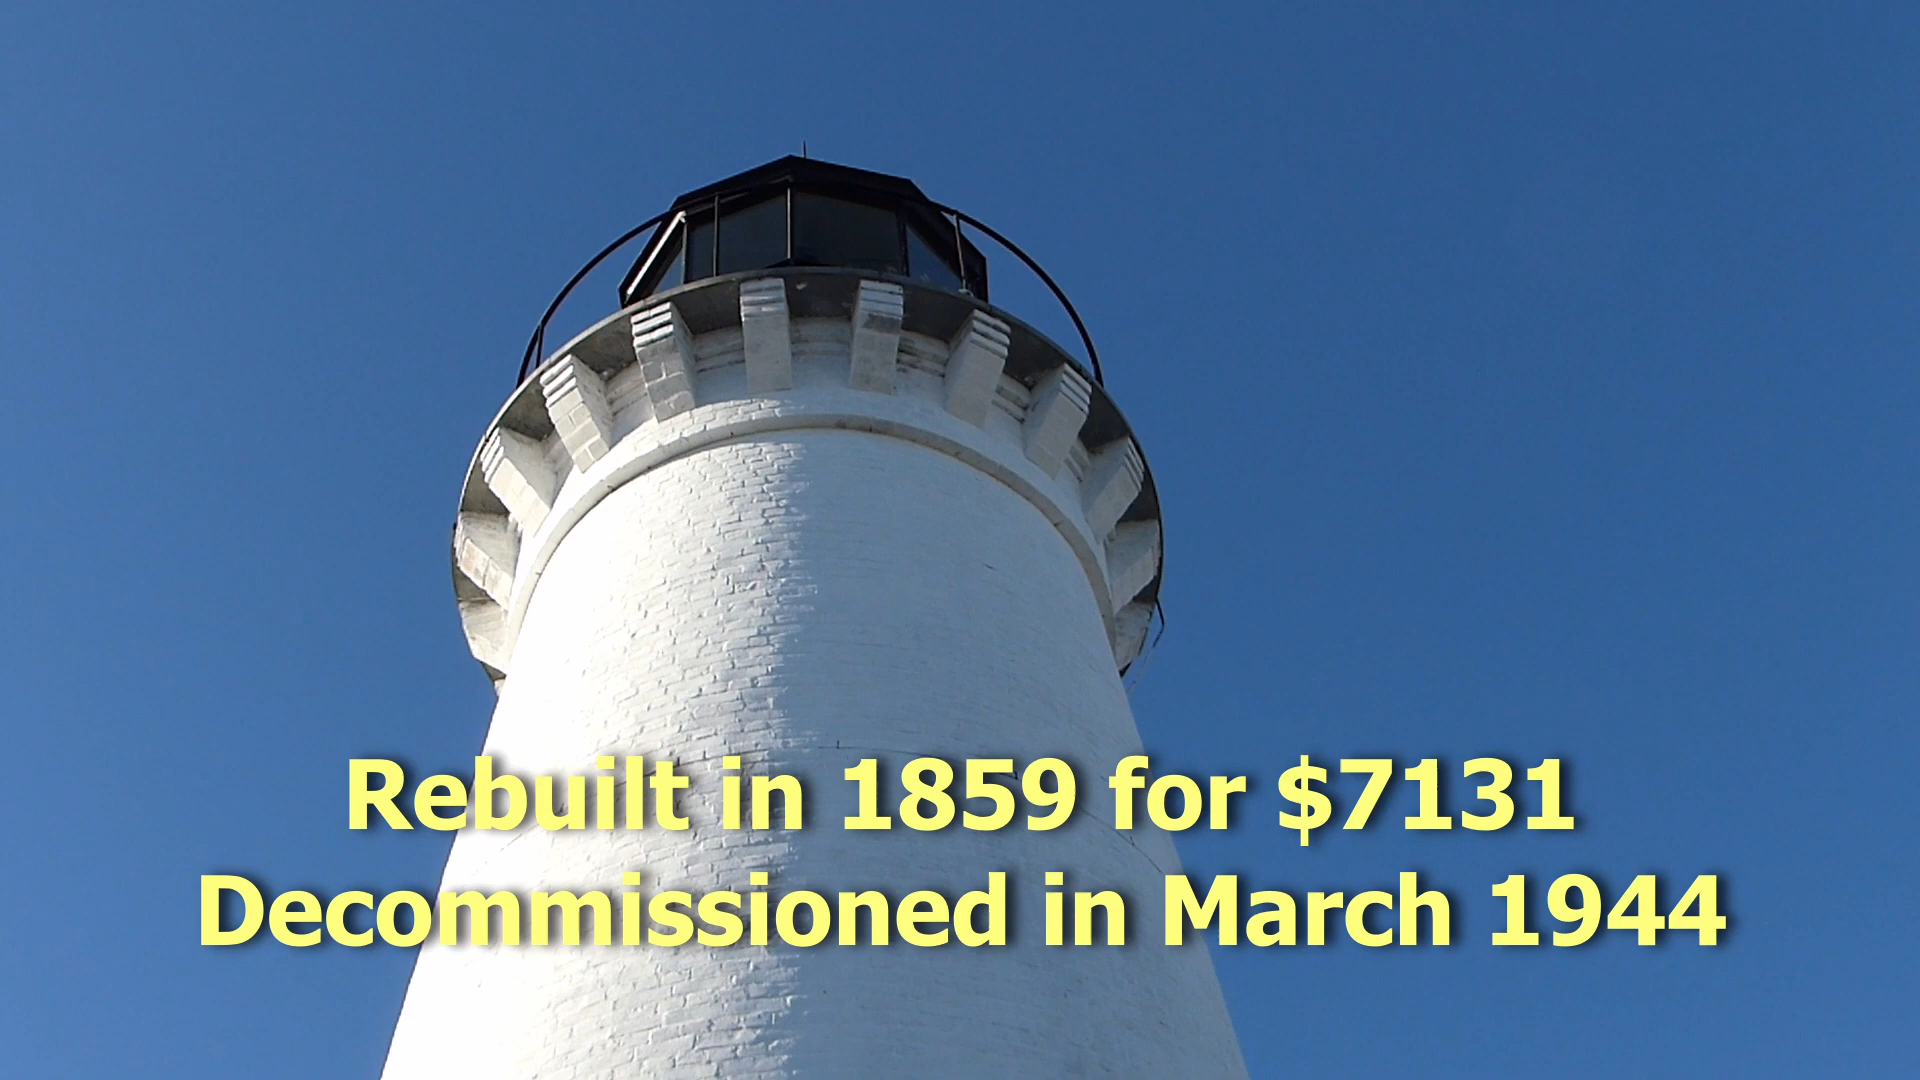 Rebuilt in 1859 for $7131
Decommissioned in March 1944